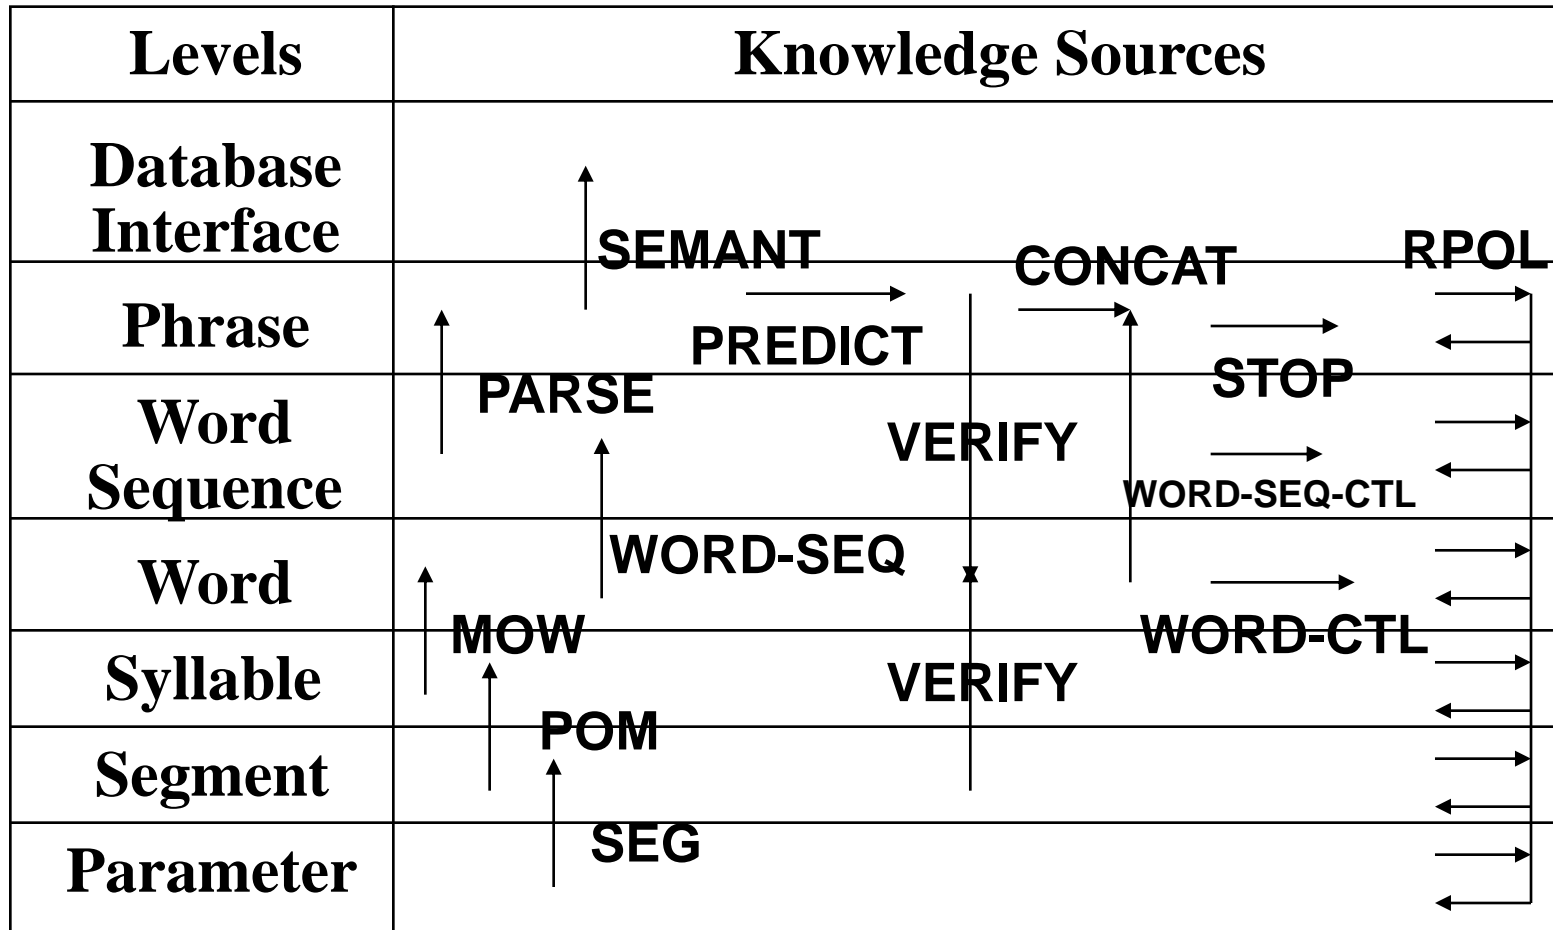 Levels
Knowledge Sources
Database
Interface
SEMANT
CONCAT
RPOL
Phrase
PREDICT
STOP
PARSE
Word
Sequence
VERIFY
WORD-SEQ-CTL
Word
WORD-SEQ
MOW
WORD-CTL
Syllable
VERIFY
POM
Segment
SEG
Parameter